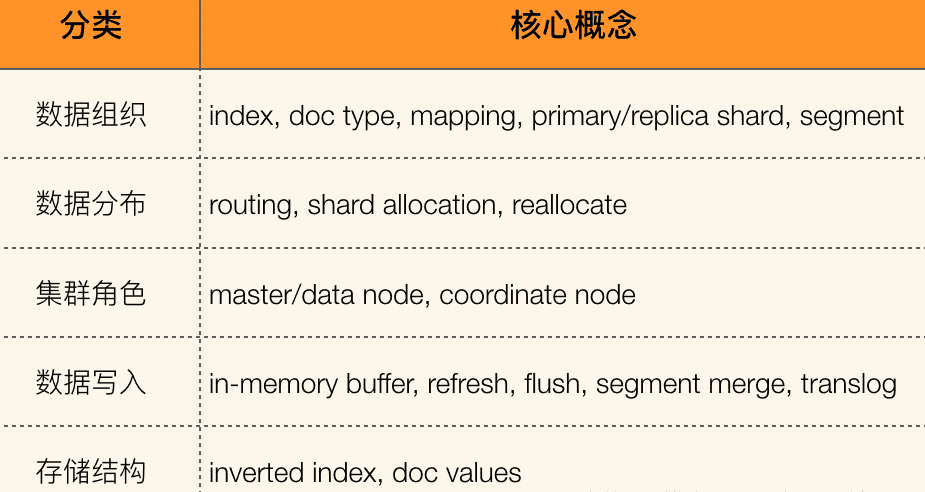 分类 核心概念
数据组织 index, doc type, mapping, primary/replica shard, segment
数据分布 routing, shard allocation, reallocate
集群角色 master/data node, coordinate node
数据写入 in-memory buffer, refresh, flush, segment merge, translog
存储结构 inverted index, doc values